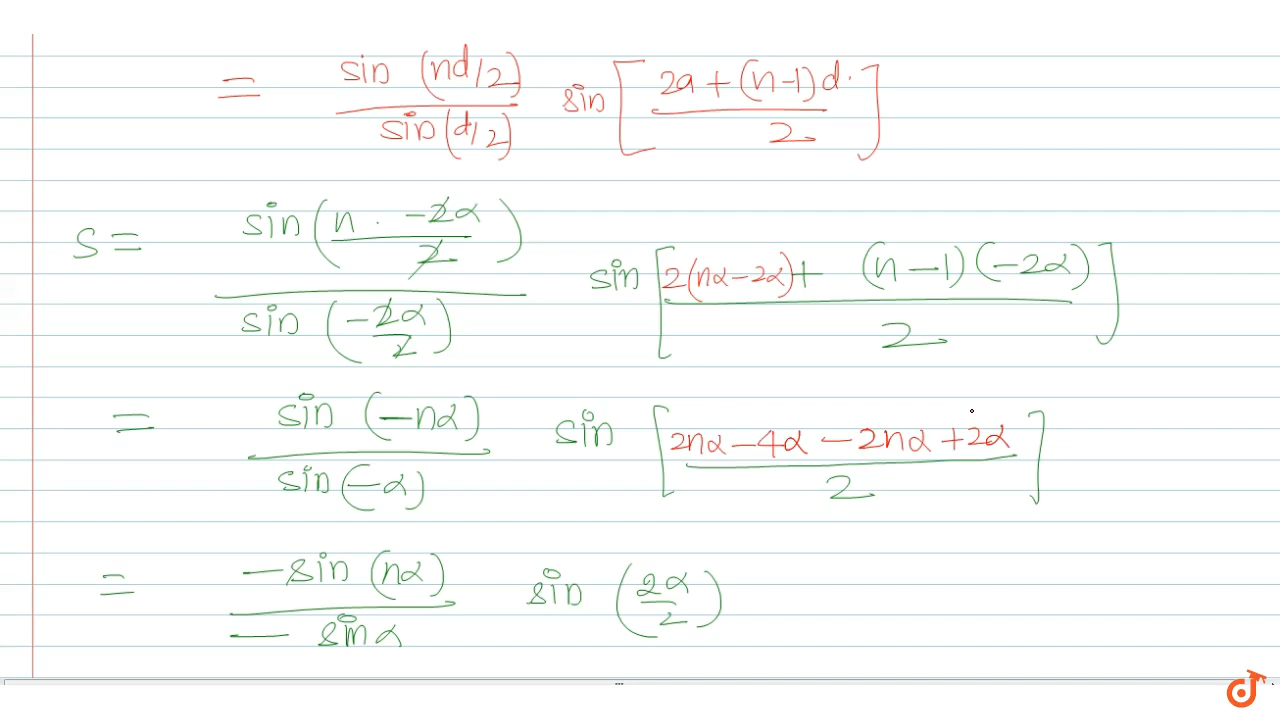 = sin (nd/2) / sin(d/2) sin [ (2a + (n-1)d) / 2 ]
S = sin( n · -2α / 2 ) / sin( -2α / 2 ) sin [ (2(nα - 2α) + (n-1)(-2α)) / 2 ]
= sin (-nα) / sin(-α) sin [ (2nα - 4α - 2nα + 2α) / 2 ]
= -sin (nα) / - sin α sin ( 2α / 2 )